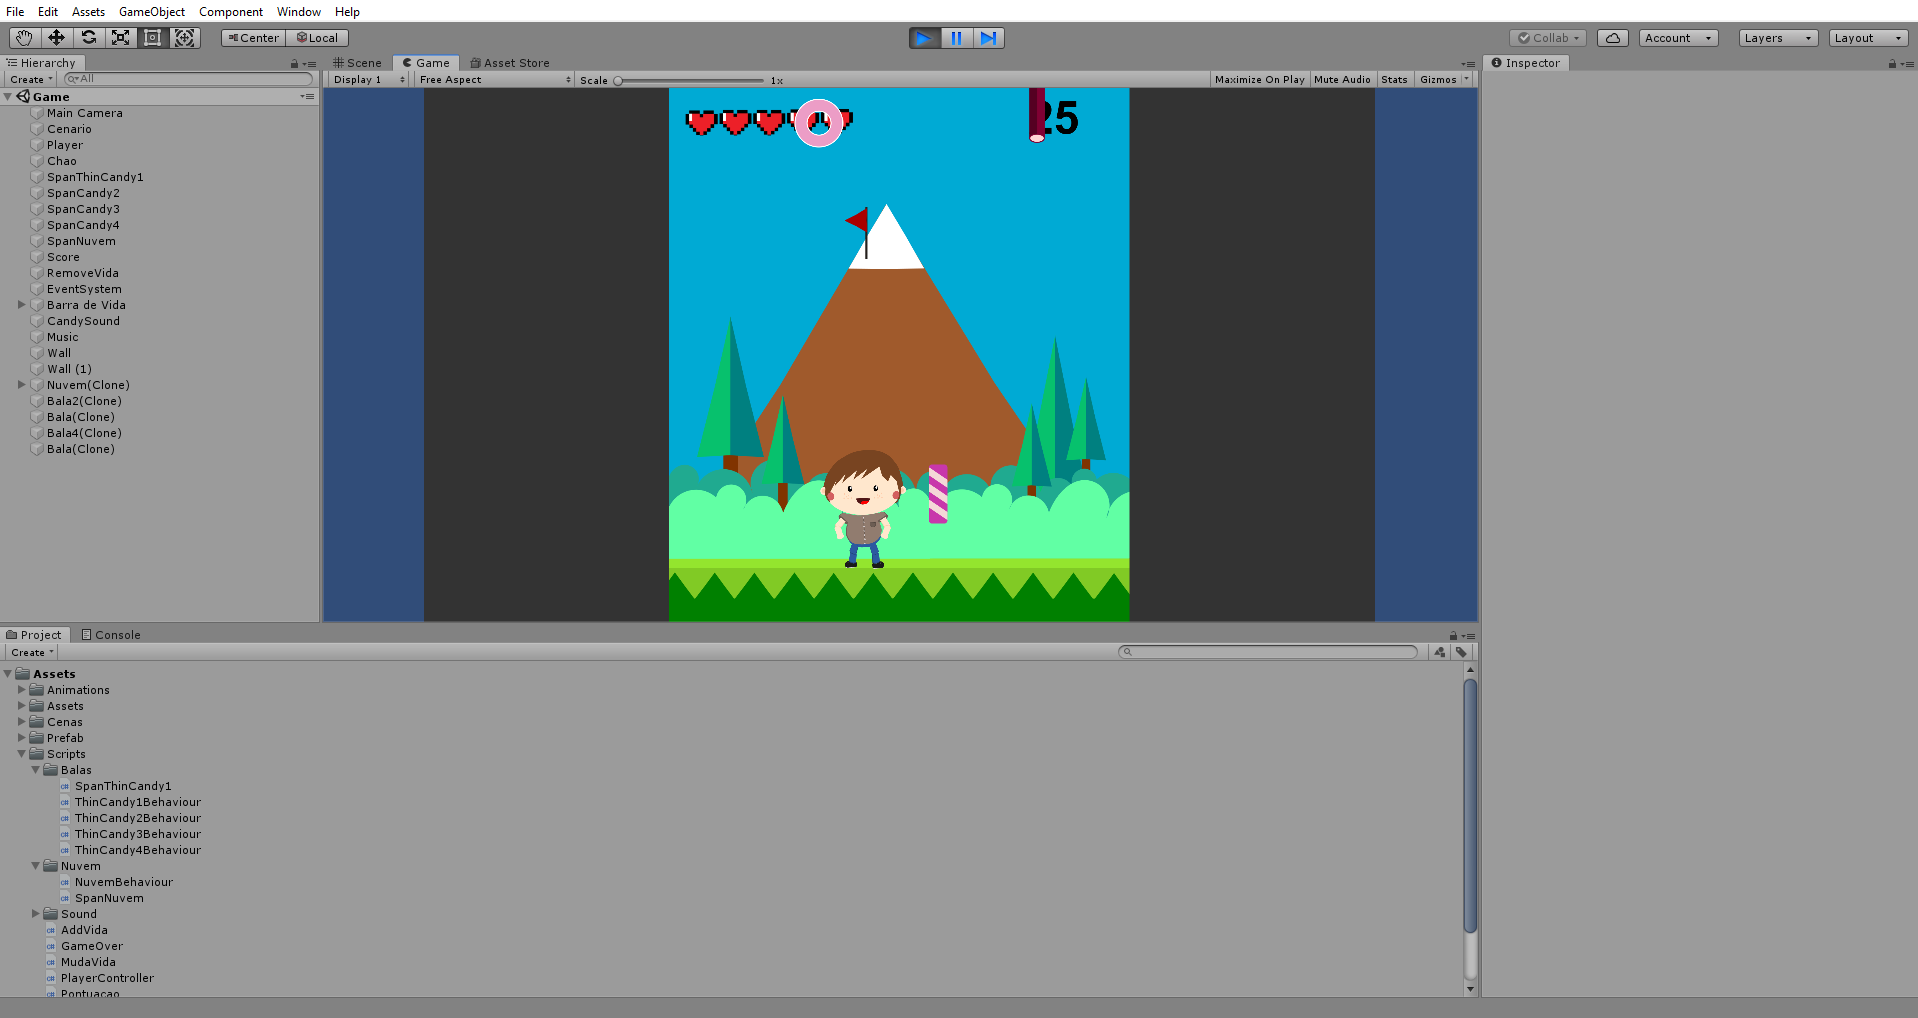 File Edit Assets GameObject Component Window Help
Center Local Collab Account Layers Layout
Hierarchy
Create All
Game
Main Camera
Cenario
Player
Chao
SpanThinCandy1
SpanCandy2
SpanCandy3
SpanCandy4
SpanNuvem
Score
RemoveVida
EventSystem
Barra de Vida
CandySound
Music
Wall
Wall (1)
Nuvem(Clone)
Bala2(Clone)
Bala(Clone)
Bala4(Clone)
Bala(Clone)
Scene Game Asset Store
Display 1 Free Aspect Scale 1x Maximize On Play Mute Audio Stats Gizmos
25
Inspector
Project Console
Create
Assets
Animations
Assets
Cenas
Prefab
Scripts
Balas
SpanThinCandy1
ThinCandy1Behaviour
ThinCandy2Behaviour
ThinCandy3Behaviour
ThinCandy4Behaviour
Nuvem
NuvemBehaviour
SpanNuvem
Sound
AddVida
GameOver
MudaVida
PlayerController
Pontuacao